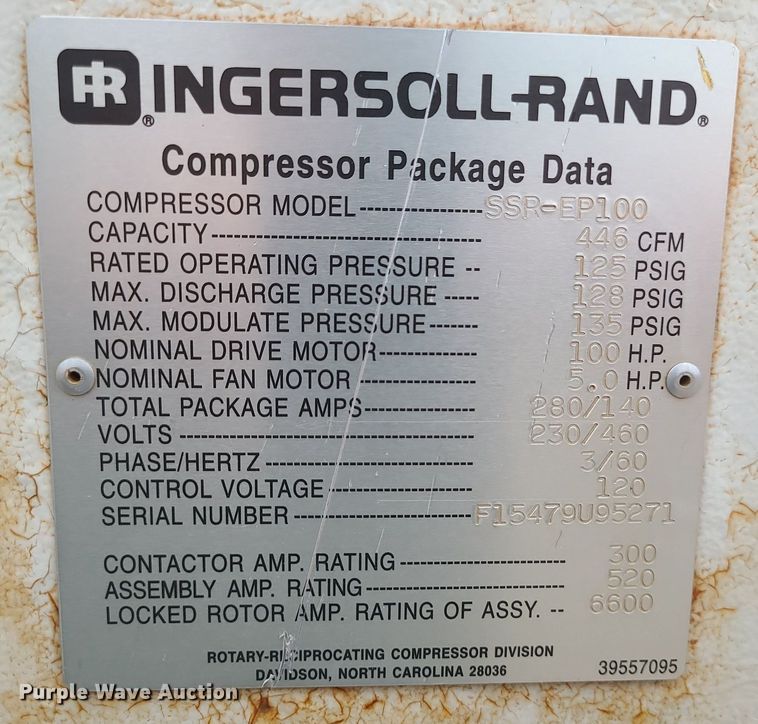 IR INGERSOLL-RAND®
Compressor Package Data
COMPRESSOR MODEL--------------- SSR-EP100
CAPACITY-------------------------------- 446 CFM
RATED OPERATING PRESSURE -- 125 PSIG
MAX. DISCHARGE PRESSURE ----- 128 PSIG
MAX. MODULATE PRESSURE------- 135 PSIG
NOMINAL DRIVE MOTOR------------------ 100 H.P.
NOMINAL FAN MOTOR -------------------- 5.0 H.P.
TOTAL PACKAGE AMPS-------------- 280/140
VOLTS ------------------------------------- 230/460
PHASE/HERTZ -------------------------- 3/60
CONTROL VOLTAGE -------------------- 120
SERIAL NUMBER ---------------------- F15479U95271
CONTACTOR AMP. RATING-------------------- 300
ASSEMBLY AMP. RATING------------------------ 520
LOCKED ROTOR AMP. RATING OF ASSY. -- 6600
ROTARY-RECIPROCATING COMPRESSOR DIVISION
DAVIDSON, NORTH CAROLINA 28036 39557095
Purple Wave Auction